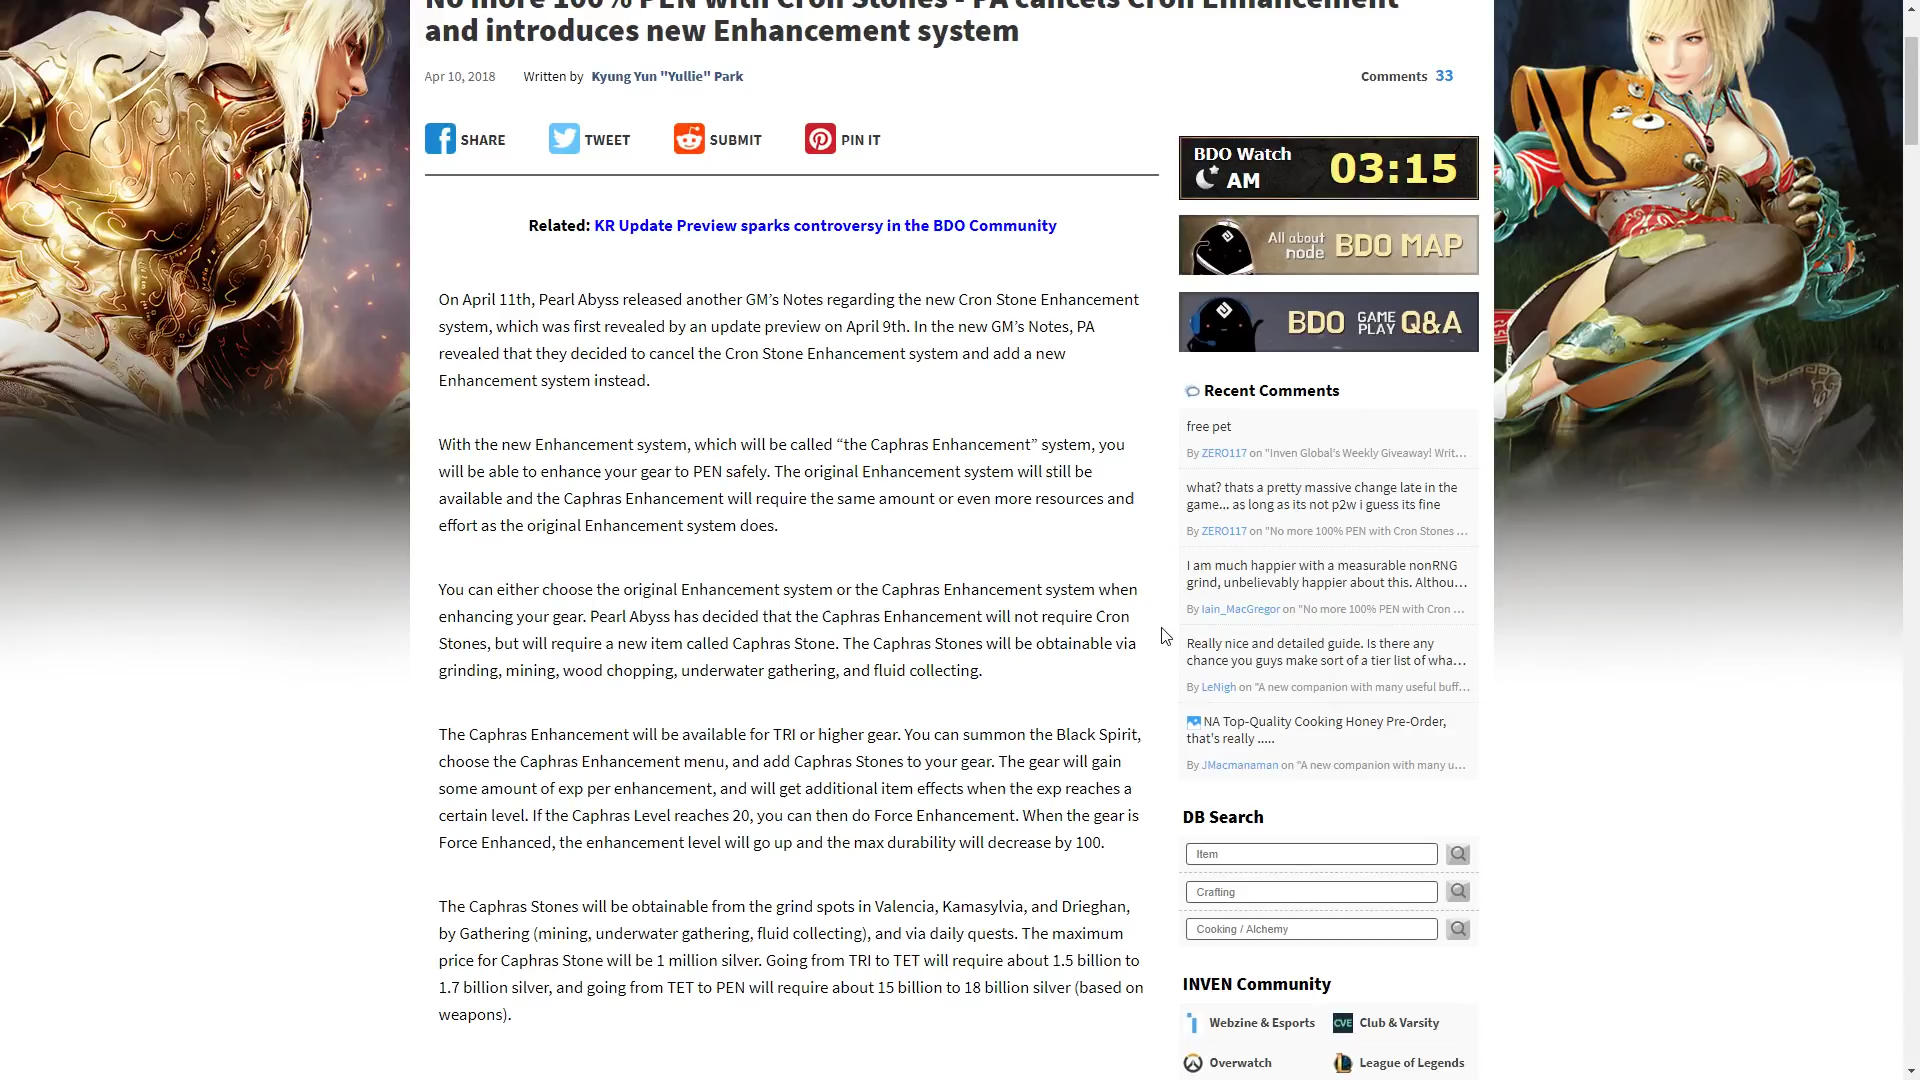 No more 100% PEN with Cron Stones - PA cancels Cron Enhancement
and introduces new Enhancement system
Apr 10, 2018 Written by Kyung Yun "Yullie" Park
Comments 33
SHARE TWEET SUBMIT PIN IT
Related: KR Update Preview sparks controversy in the BDO Community
On April 11th, Pearl Abyss released another GM’s Notes regarding the new Cron Stone Enhancement
system, which was first revealed by an update preview on April 9th. In the new GM’s Notes, PA
revealed that they decided to cancel the Cron Stone Enhancement system and add a new
Enhancement system instead.
With the new Enhancement system, which will be called “the Caphras Enhancement” system, you
will be able to enhance your gear to PEN safely. The original Enhancement system will still be
available and the Caphras Enhancement will require the same amount or even more resources and
effort as the original Enhancement system does.
You can either choose the original Enhancement system or the Caphras Enhancement system when
enhancing your gear. Pearl Abyss has decided that the Caphras Enhancement will not require Cron
Stones, but will require a new item called Caphras Stone. The Caphras Stones will be obtainable via
grinding, mining, wood chopping, underwater gathering, and fluid collecting.
The Caphras Enhancement will be available for TRI or higher gear. You can summon the Black Spirit,
choose the Caphras Enhancement menu, and add Caphras Stones to your gear. The gear will gain
some amount of exp per enhancement, and will get additional item effects when the exp reaches a
certain level. If the Caphras Level reaches 20, you can then do Force Enhancement. When the gear is
Force Enhanced, the enhancement level will go up and the max durability will decrease by 100.
The Caphras Stones will be obtainable from the grind spots in Valencia, Kamasylvia, and Drieghan,
by Gathering (mining, underwater gathering, fluid collecting), and via daily quests. The maximum
price for Caphras Stone will be 1 million silver. Going from TRI to TET will require about 1.5 billion to
1.7 billion silver, and going from TET to PEN will require about 15 billion to 18 billion silver (based on
weapons).
BDO Watch
AM
03:15
All about
node
BDO MAP
BDO GAME PLAY Q&A
Recent Comments
free pet
By ZERO117 on "Inven Global's Weekly Giveaway! Writ...
what? thats a pretty massive change late in the
game... as long as its not p2w i guess its fine
By ZERO117 on "No more 100% PEN with Cron Stones ...
I am much happier with a measurable nonRNG
grind, unbelievably happier about this. Althou...
By Iain_MacGregor on "No more 100% PEN with Cron ...
Really nice and detailed guide. Is there any
chance you guys make sort of a tier list of wha...
By LeNigh on "A new companion with many useful buff...
NA Top-Quality Cooking Honey Pre-Order,
that's really .....
By JMacmanaman on "A new companion with many u...
DB Search
Item
Crafting
Cooking / Alchemy
INVEN Community
Webzine & Esports
CVE Club & Varsity
Overwatch
League of Legends